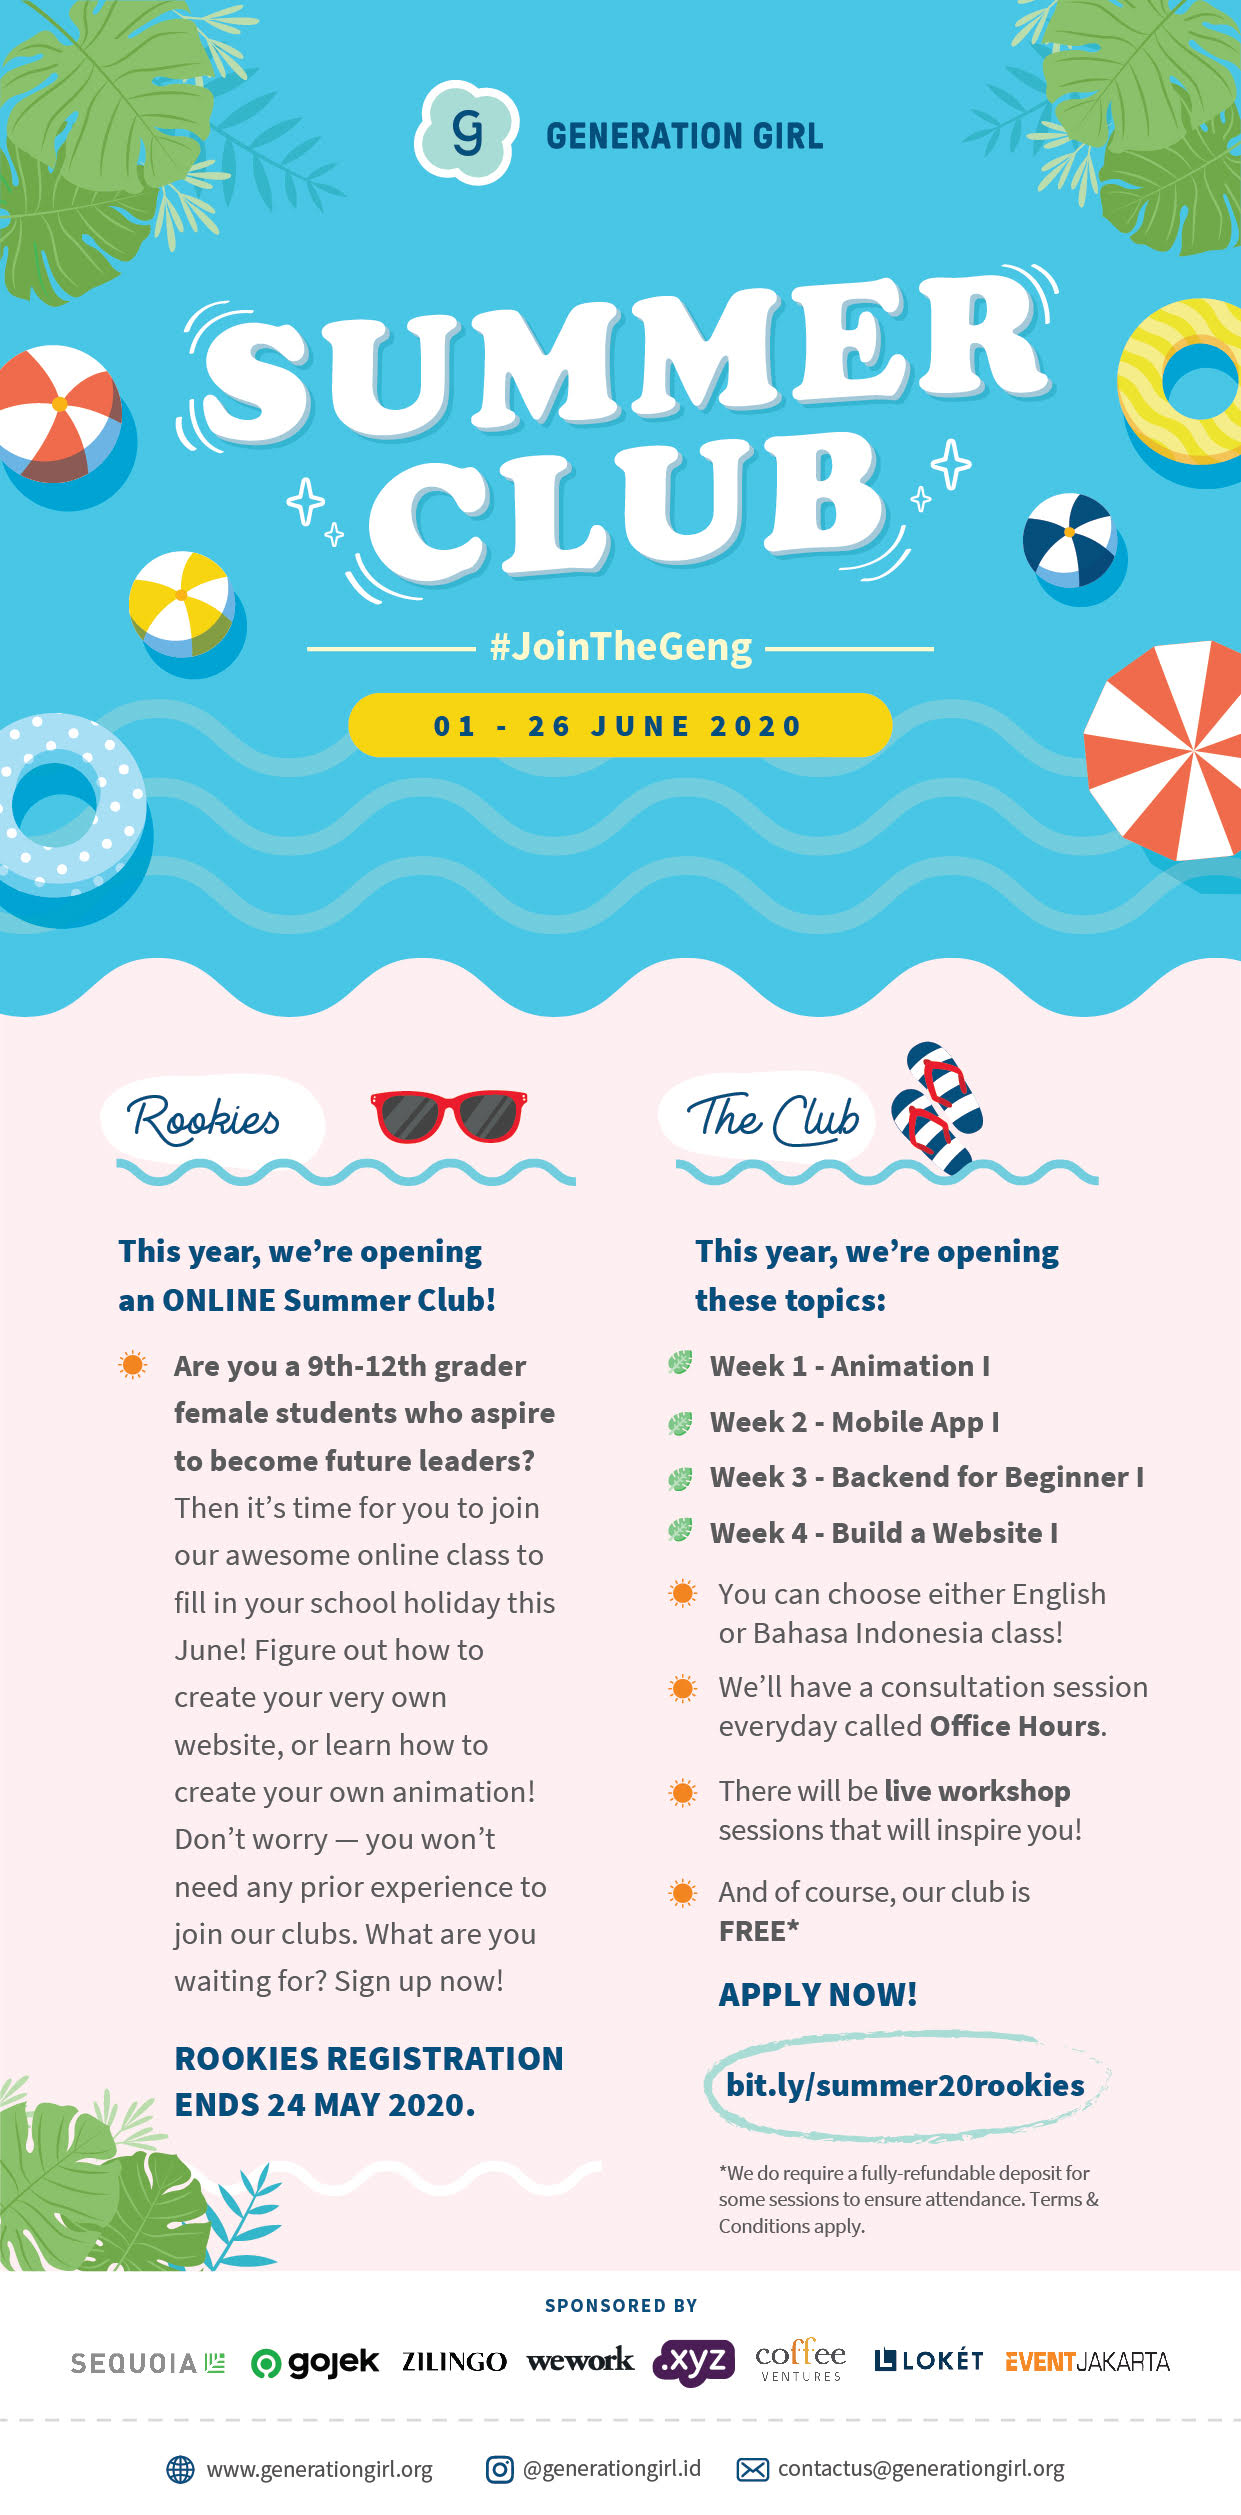 g
GENERATION GIRL
SUMMER
CLUB
#JoinTheGeng
01 - 26 JUNE 2020
Rookies
This year, we’re opening
an ONLINE Summer Club!
Are you a 9th-12th grader
female students who aspire
to become future leaders?
Then it’s time for you to join
our awesome online class to
fill in your school holiday this
June! Figure out how to
create your very own
website, or learn how to
create your own animation!
Don’t worry — you won’t
need any prior experience to
join our clubs. What are you
waiting for? Sign up now!
ROOKIES REGISTRATION
ENDS 24 MAY 2020.
The Club
This year, we’re opening
these topics:
Week 1 - Animation I
Week 2 - Mobile App I
Week 3 - Backend for Beginner I
Week 4 - Build a Website I
You can choose either English
or Bahasa Indonesia class!
We’ll have a consultation session
everyday called Office Hours.
There will be live workshop
sessions that will inspire you!
And of course, our club is
FREE*
APPLY NOW!
bit.ly/summer20rookies
*We do require a fully-refundable deposit for
some sessions to ensure attendance. Terms &
Conditions apply.
SPONSORED BY
SEQUOIA
gojek
ZILINGO
wework
.xyz
coffee
VENTURES
LOKÉT
EVENTJAKARTA
www.generationgirl.org
@generationgirl.id
contactus@generationgirl.org